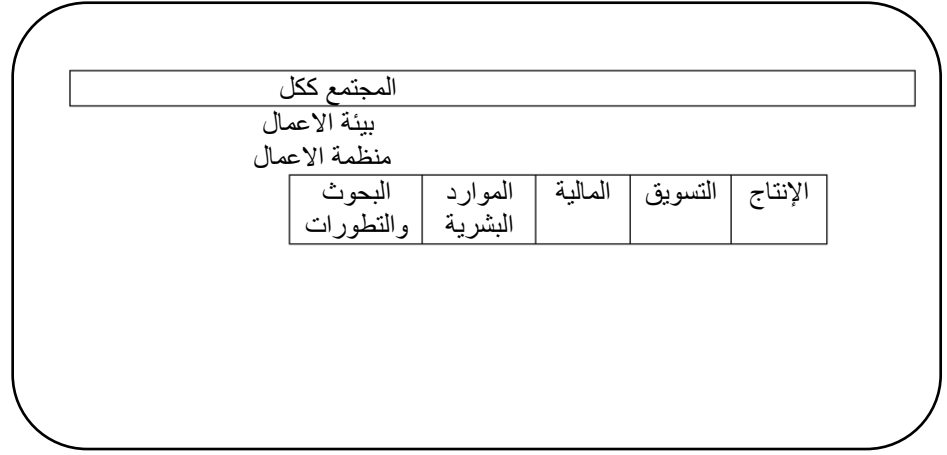 المجتمع ككل
بيئة الاعمال
منظمة الاعمال
الإنتاج التسويق المالية الموارد البحوث
البشرية والتطورات